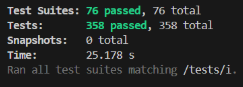 Test Suites: 76 passed, 76 total
Tests: 358 passed, 358 total
Snapshots: 0 total
Time: 25.178 s
Ran all test suites matching /tests/i.